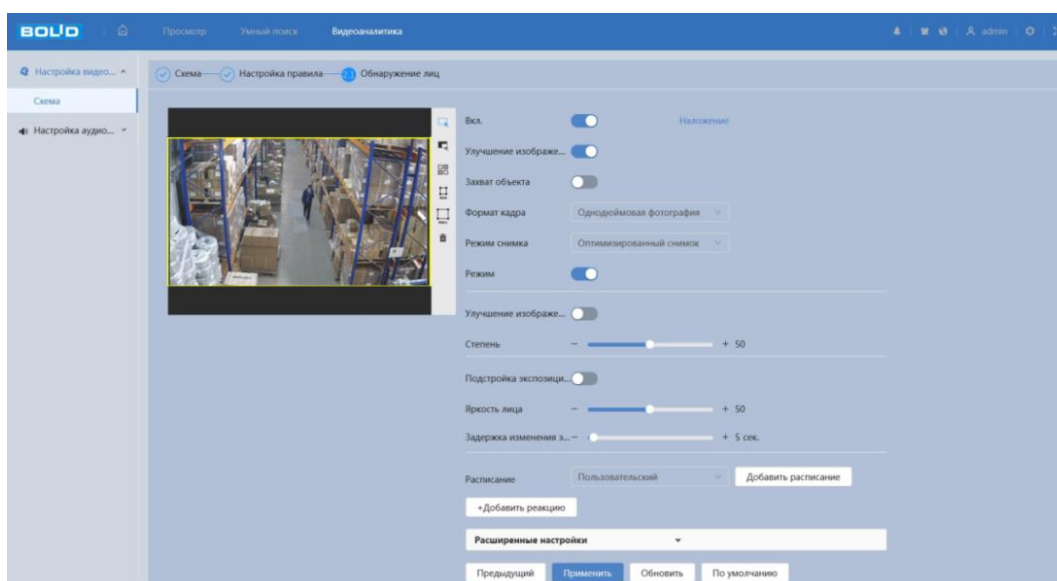 BOLID Просмотр Умный поиск Видеоаналитика admin
Настройка видео... Схема Настройка правила 2.1 Обнаружение лиц
Схема
Настройка аудио...
Вкл. Наложение
Улучшение изображе...
Захват объекта
Формат кадра Однодюймовая фотография
Режим снимка Оптимизированный снимок
Режим
Улучшение изображе...
Степень − + 50
Подстройка экспозици...
Яркость лица − + 50
Задержка изменения э... − + 5 сек.
Расписание Пользовательский Добавить расписание
+Добавить реакцию
Расширенные настройки
Предыдущий Применить Обновить По умолчанию